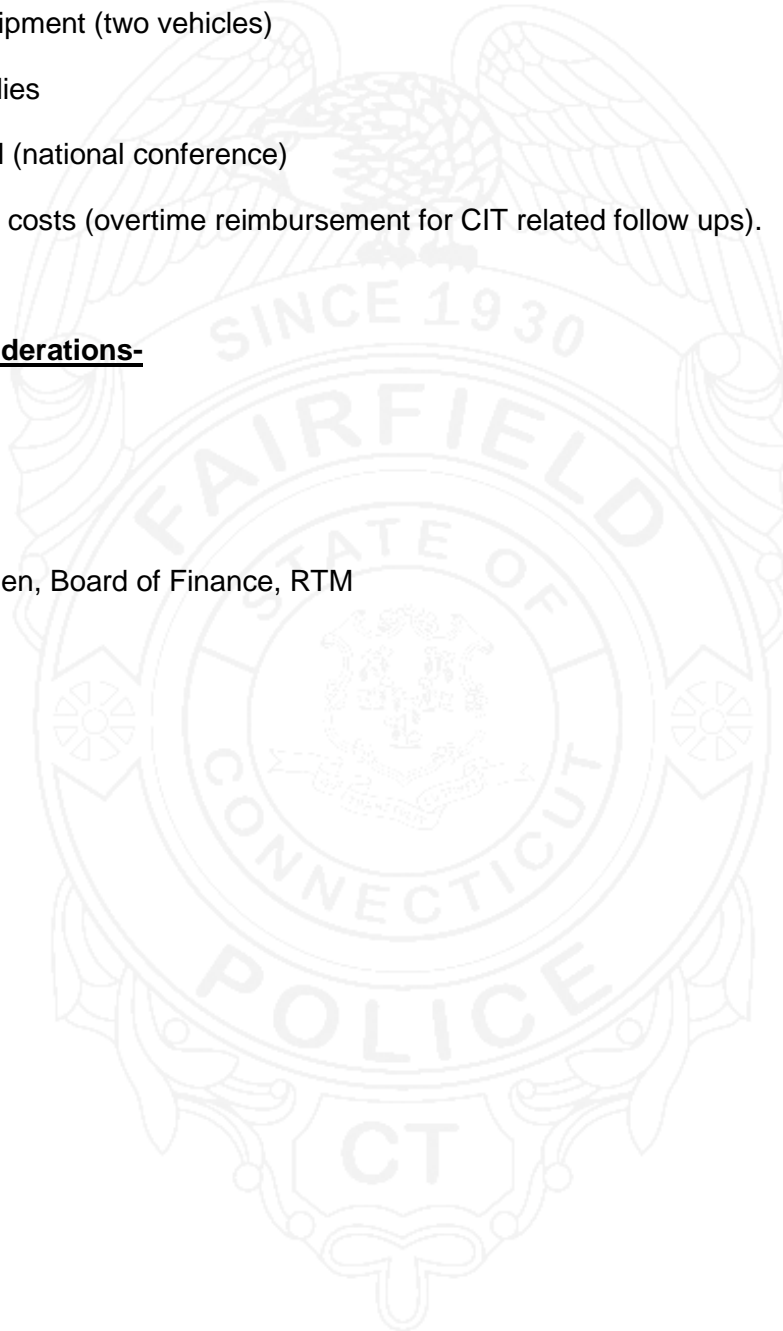 ipment (two vehicles)
lies
l (national conference)
costs (overtime reimbursement for CIT related follow ups).
SINCE 1930
derations-
FAIRFIELD
STATE OF
en, Board of Finance, RTM
CONNECTICUT
POLICE
CT